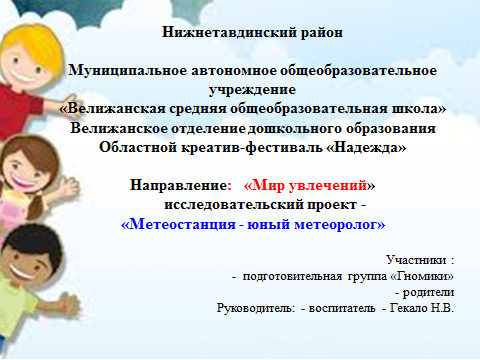 Нижнетавдинский район
Муниципальное автономное общеобразовательное
учреждение
«Велижанская средняя общеобразовательная школа»
Велижанское отделение дошкольного образования
Областной креатив-фестиваль «Надежда»
Направление: «Мир увлечений»
исследовательский проект -
«Метеостанция - юный метеоролог»
Участники :
- подготовительная группа «Гномики»
- родители
Руководитель: - воспитатель - Гекало Н.В.